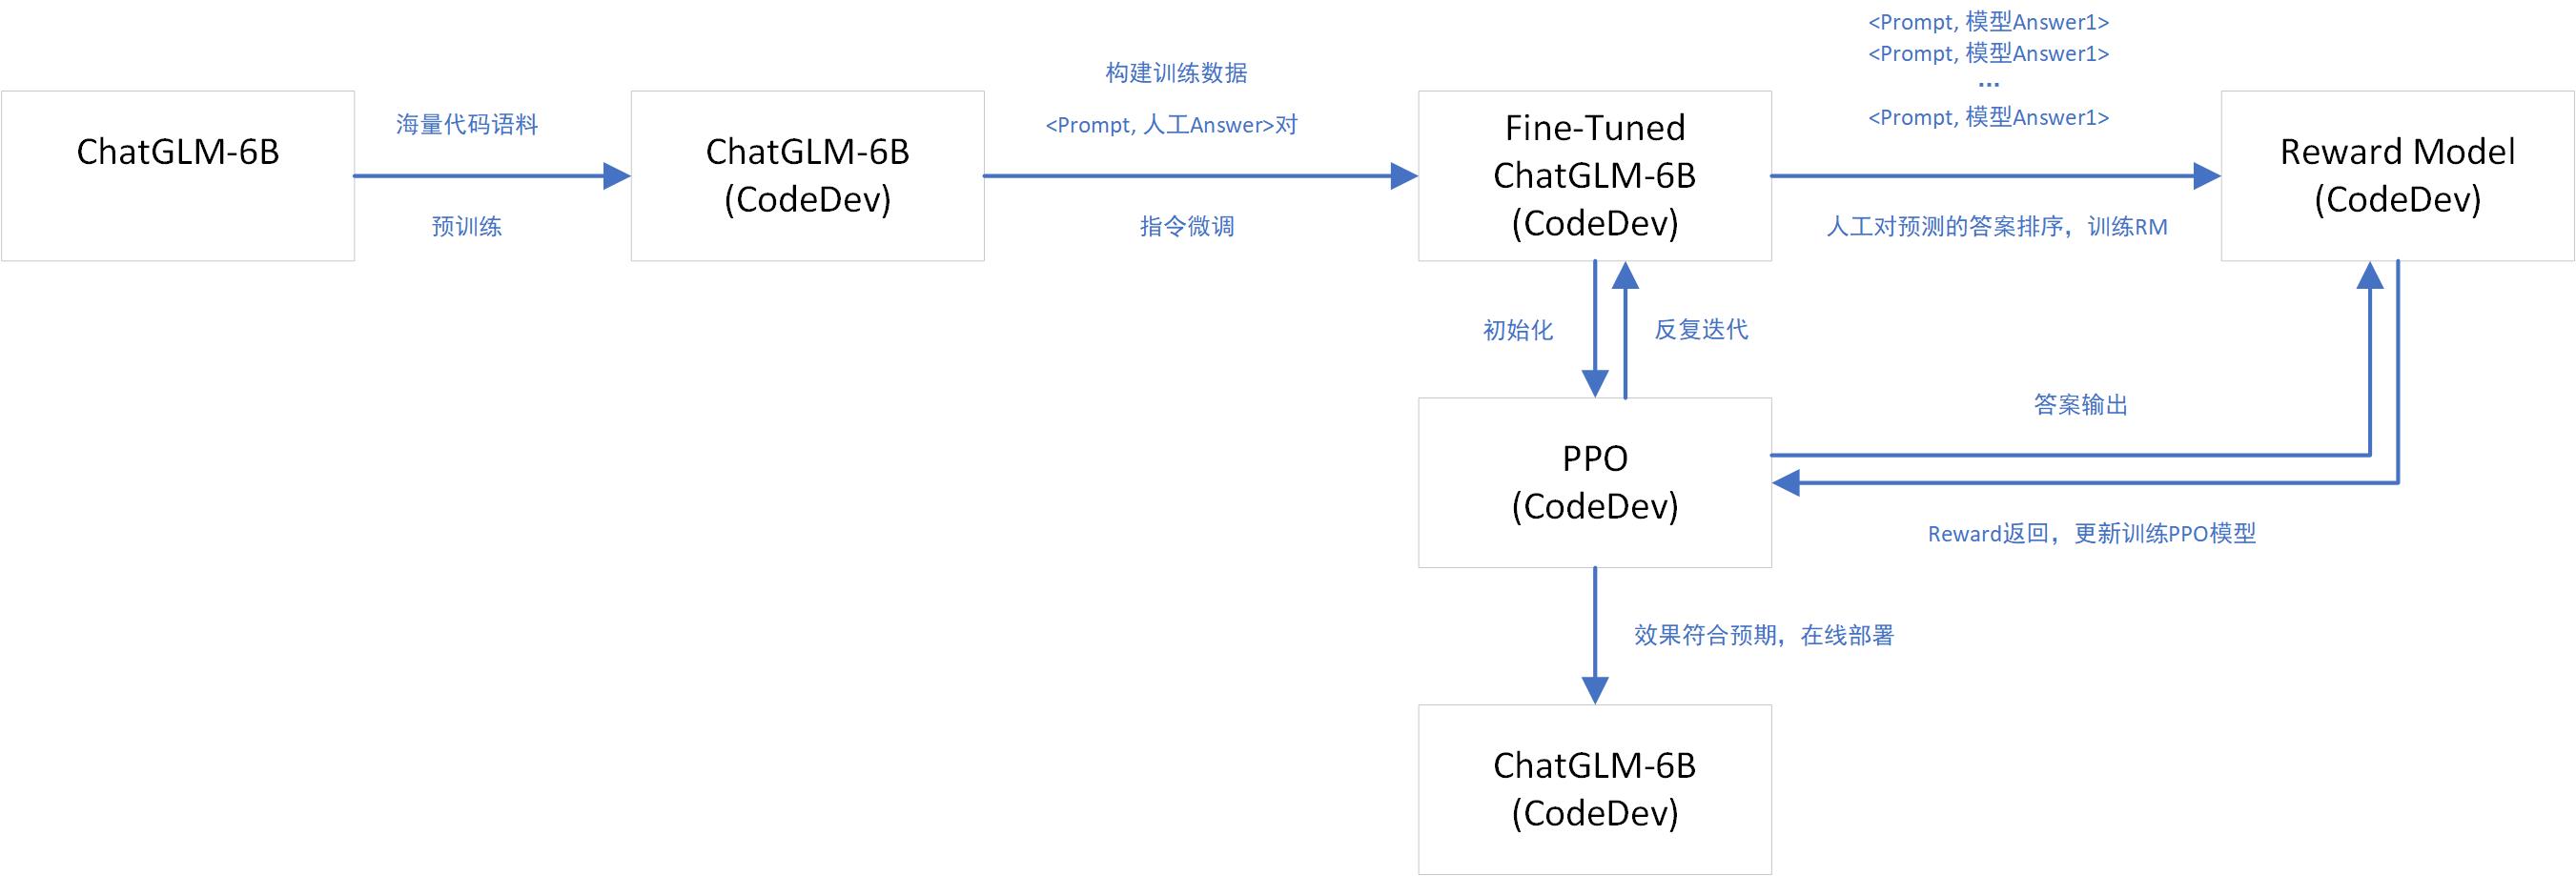 ChatGLM-6B
海量代码语料
预训练
ChatGLM-6B
(CodeDev)
构建训练数据
<Prompt, 人工Answer>对
指令微调
Fine-Tuned
ChatGLM-6B
(CodeDev)
<Prompt, 模型Answer1>
<Prompt, 模型Answer1>
...
<Prompt, 模型Answer1>
人工对预测的答案排序，训练RM
Reward Model
(CodeDev)
初始化
反复迭代
PPO
(CodeDev)
答案输出
Reward返回，更新训练PPO模型
效果符合预期，在线部署
ChatGLM-6B
(CodeDev)